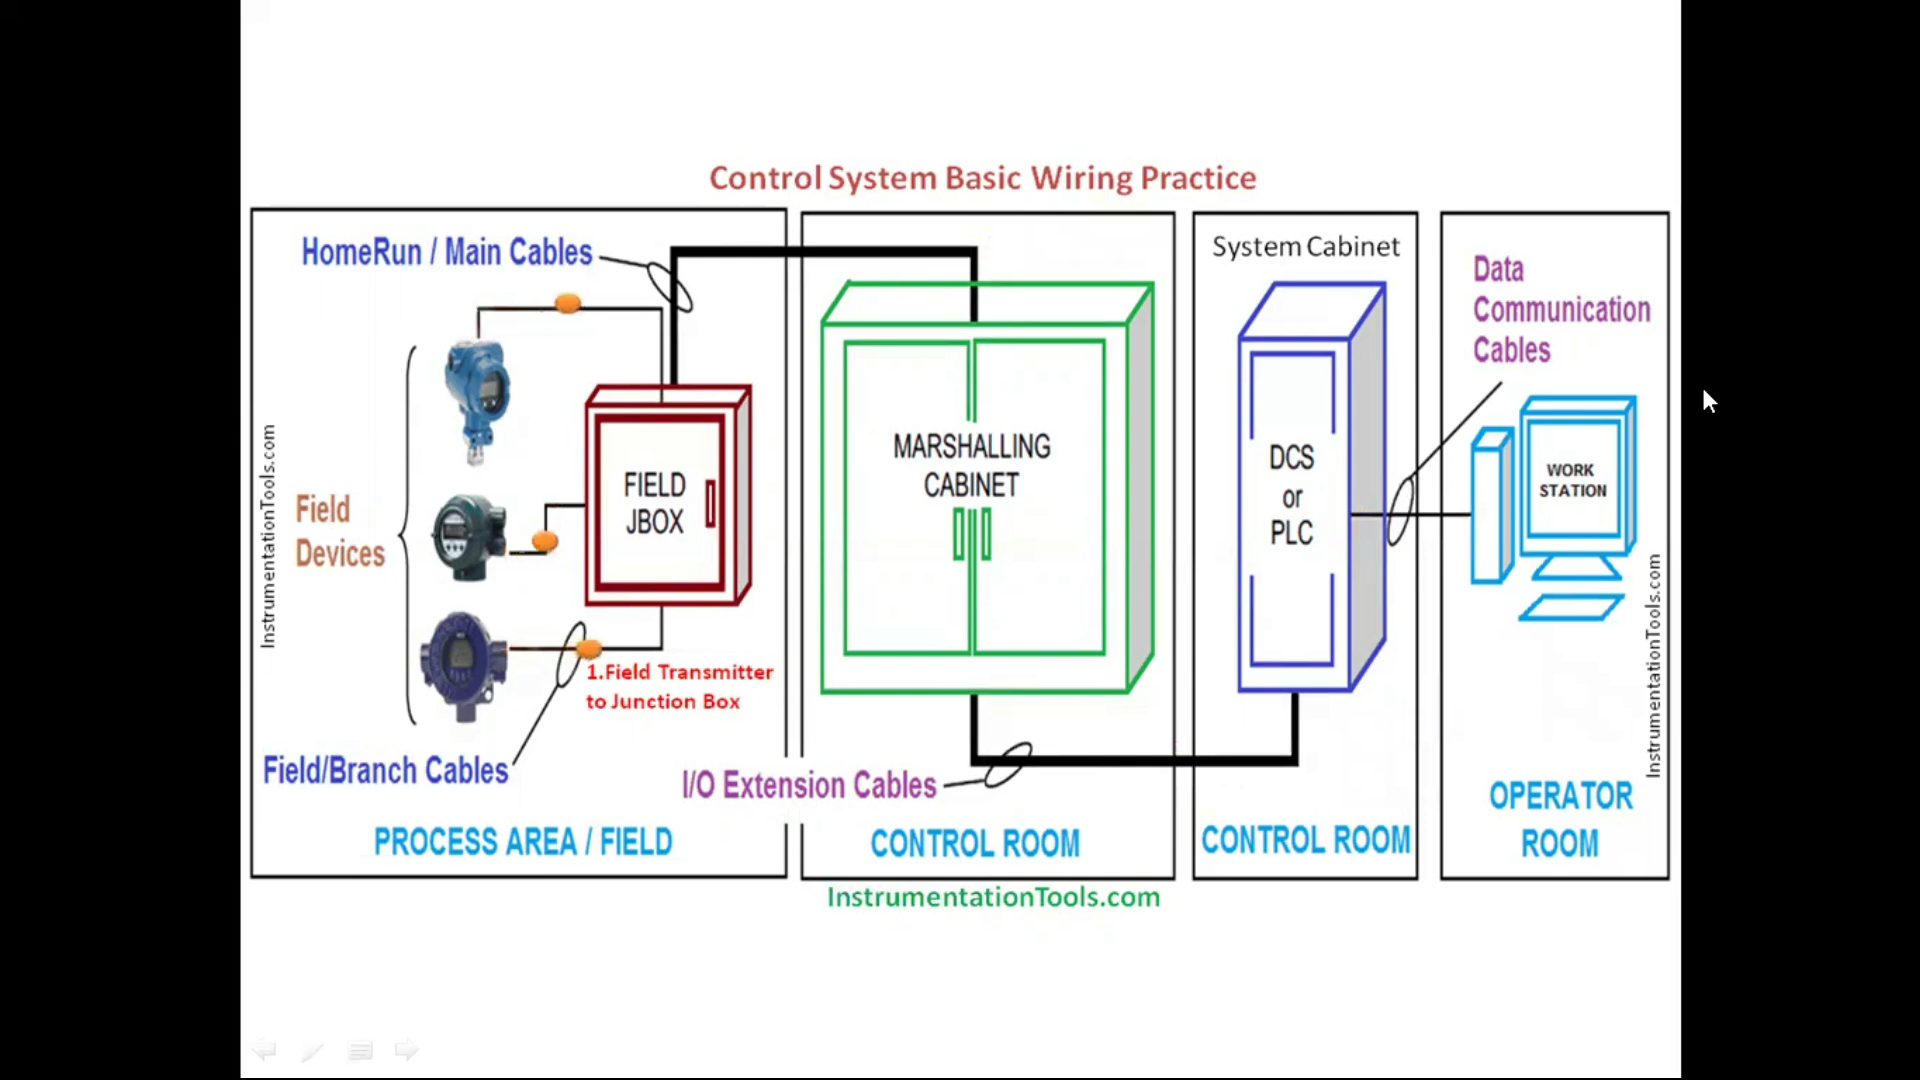 Control System Basic Wiring Practice
HomeRun / Main Cables
InstrumentationTools.com
Field
Devices
FIELD
JBOX
1.Field Transmitter
to Junction Box
Field/Branch Cables
PROCESS AREA / FIELD
MARSHALLING
CABINET
I/O Extension Cables
CONTROL ROOM
System Cabinet
DCS
or
PLC
CONTROL ROOM
Data
Communication
Cables
WORK
STATION
InstrumentationTools.com
OPERATOR
ROOM
InstrumentationTools.com